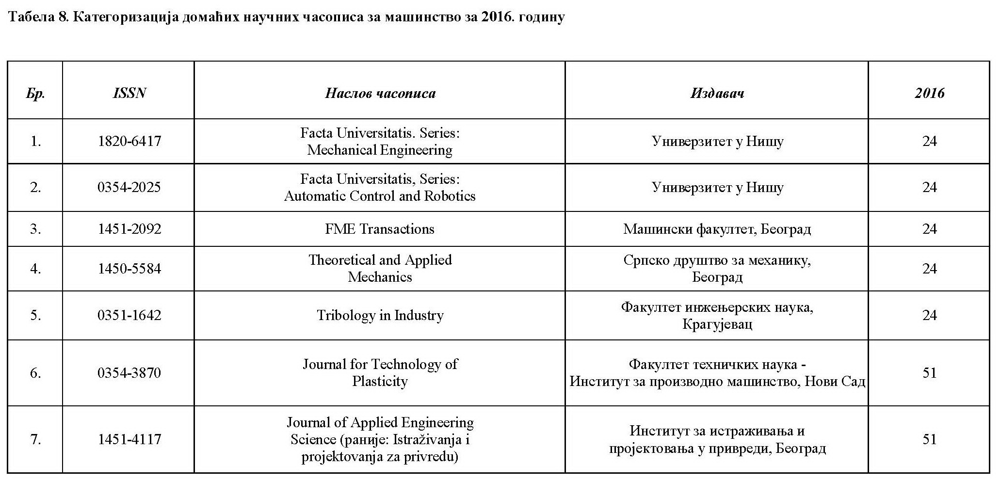 Табела 8. Категоризација домаћих научних часописа за машинство за 2016. годину
Бр. ISSN Наслов часописа Издавач 2016
1. 1820-6417 Facta Universitatis. Series:
Mechanical Engineering Универзитет у Нишу 24
2. 0354-2025 Facta Universitatis, Series:
Automatic Control and Robotics Универзитет у Нишу 24
3. 1451-2092 FME Transactions Машински факултет, Београд 24
4. 1450-5584 Theoretical and Applied
Mechanics Српско друштво за механику,
Београд 24
5. 0351-1642 Tribology in Industry Факултет инжењерских наука,
Крагујевац 24
6. 0354-3870 Journal for Technology of
Plasticity Факултет техничких наука -
Институт за производно машинство, Нови Сад 51
7. 1451-4117 Journal of Applied Engineering
Science (раније: Istraživanja i
projektovanja za privredu) Институт за истраживања и
пројектовања у привреди, Београд 51